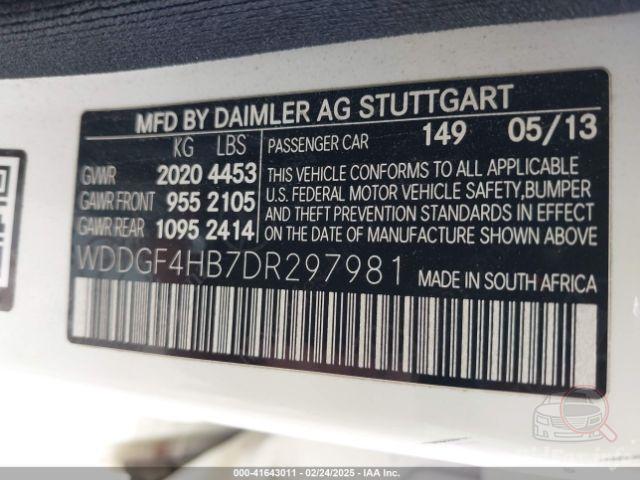 MFD BY DAIMLER AG STUTTGART
KG LBS
GVWR 2020 4453
GAWR FRONT 955 2105
GAWR REAR 1095 2414
PASSENGER CAR 149 05/13
THIS VEHICLE CONFORMS TO ALL APPLICABLE
U.S. FEDERAL MOTOR VEHICLE SAFETY, BUMPER
AND THEFT PREVENTION STANDARDS IN EFFECT
ON THE DATE OF MANUFACTURE SHOWN ABOVE
WDDGF4HB7DR297981 MADE IN SOUTH AFRICA
000-41643011 - 02/24/2025 - IAA Inc.